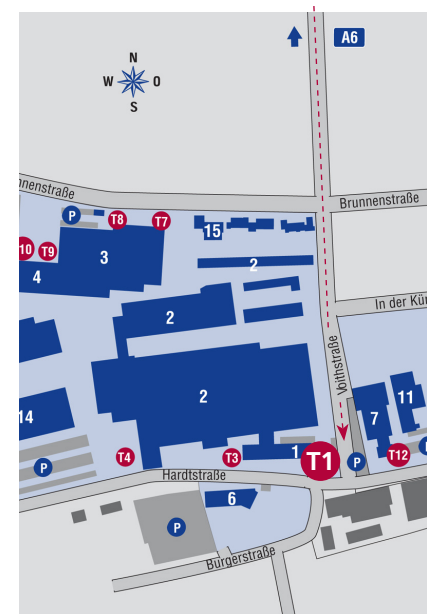 A6
N
W O
S
nnenstraße
Brunnenstraße
P
T8
T7
15
10
T9
3
2
4
In der Kür
2
Voithstraße
2
11
7
14
T4
T3
1
T1
P
T12
P
P
Hardtstraße
6
P
Burgerstraße